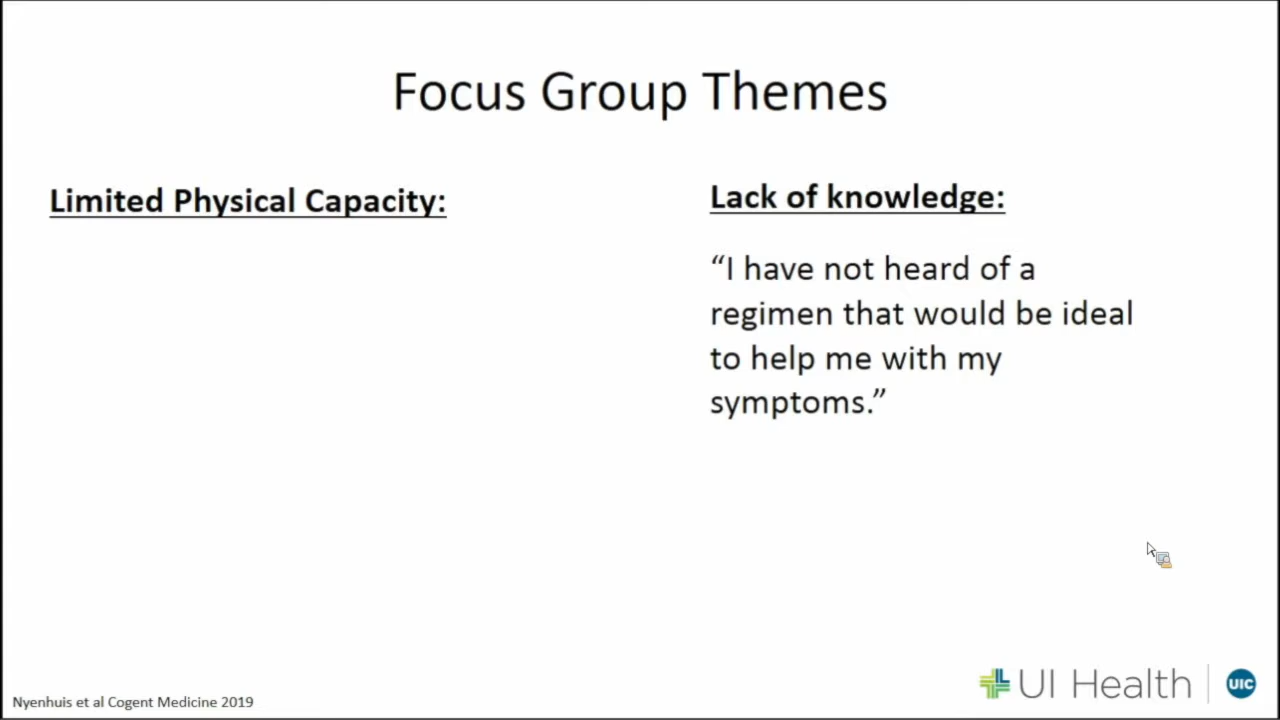 Focus Group Themes
Limited Physical Capacity:
Lack of knowledge:
“I have not heard of a
regimen that would be ideal
to help me with my
symptoms.”
Nyenhuis et al Cogent Medicine 2019
UI Health
UIC